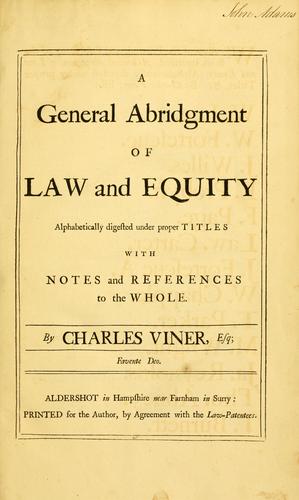 John Adams
A
General Abridgment
OF
LAW and EQUITY
Alphabetically digeſted under proper TITLES
WITH
NOTES and REFERENCES
to the WHOLE.
By CHARLES VINER, Eſq;
Favente Deo.
ALDERSHOT in Hampſhire near Farnham in Surry:
PRINTED for the Author, by Agreement with the Law-Patentees.